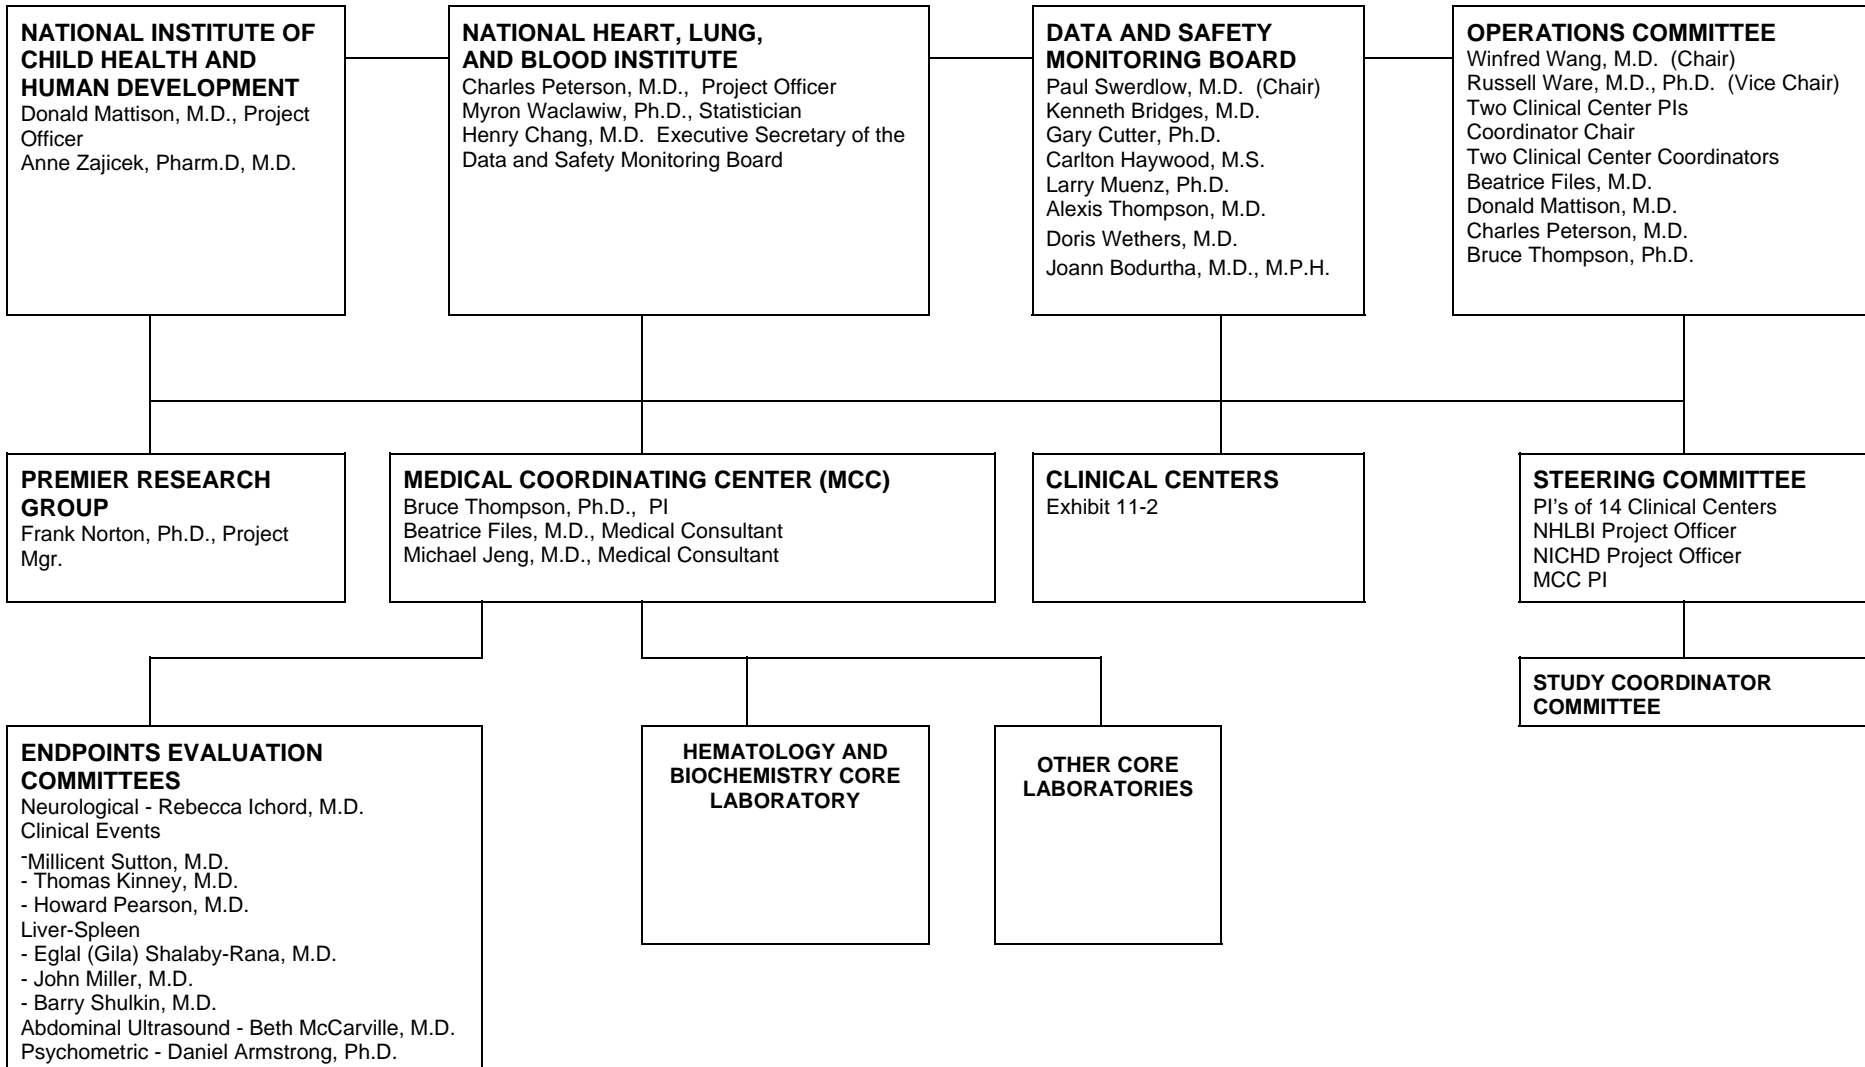 NATIONAL INSTITUTE OF
CHILD HEALTH AND
HUMAN DEVELOPMENT
Donald Mattison, M.D., Project
Officer
Anne Zajicek, Pharm.D, M.D.
NATIONAL HEART, LUNG,
AND BLOOD INSTITUTE
Charles Peterson, M.D., Project Officer
Myron Waclawiw, Ph.D., Statistician
Henry Chang, M.D. Executive Secretary of the
Data and Safety Monitoring Board
DATA AND SAFETY
MONITORING BOARD
Paul Swerdlow, M.D. (Chair)
Kenneth Bridges, M.D.
Gary Cutter, Ph.D.
Carlton Haywood, M.S.
Larry Muenz, Ph.D.
Alexis Thompson, M.D.
Doris Wethers, M.D.
Joann Bodurtha, M.D., M.P.H.
OPERATIONS COMMITTEE
Winfred Wang, M.D. (Chair)
Russell Ware, M.D., Ph.D. (Vice Chair)
Two Clinical Center PIs
Coordinator Chair
Two Clinical Center Coordinators
Beatrice Files, M.D.
Donald Mattison, M.D.
Charles Peterson, M.D.
Bruce Thompson, Ph.D.
PREMIER RESEARCH
GROUP
Frank Norton, Ph.D., Project
Mgr.
MEDICAL COORDINATING CENTER (MCC)
Bruce Thompson, Ph.D., PI
Beatrice Files, M.D., Medical Consultant
Michael Jeng, M.D., Medical Consultant
CLINICAL CENTERS
Exhibit 11-2
STEERING COMMITTEE
PI's of 14 Clinical Centers
NHLBI Project Officer
NICHD Project Officer
MCC PI
STUDY COORDINATOR
COMMITTEE
ENDPOINTS EVALUATION
COMMITTEES
Neurological - Rebecca Ichord, M.D.
Clinical Events
-Millicent Sutton, M.D.
- Thomas Kinney, M.D.
- Howard Pearson, M.D.
Liver-Spleen
- Eglal (Gila) Shalaby-Rana, M.D.
- John Miller, M.D.
- Barry Shulkin, M.D.
Abdominal Ultrasound - Beth McCarville, M.D.
Psychometric - Daniel Armstrong, Ph.D.
HEMATOLOGY AND
BIOCHEMISTRY CORE
LABORATORY
OTHER CORE
LABORATORIES